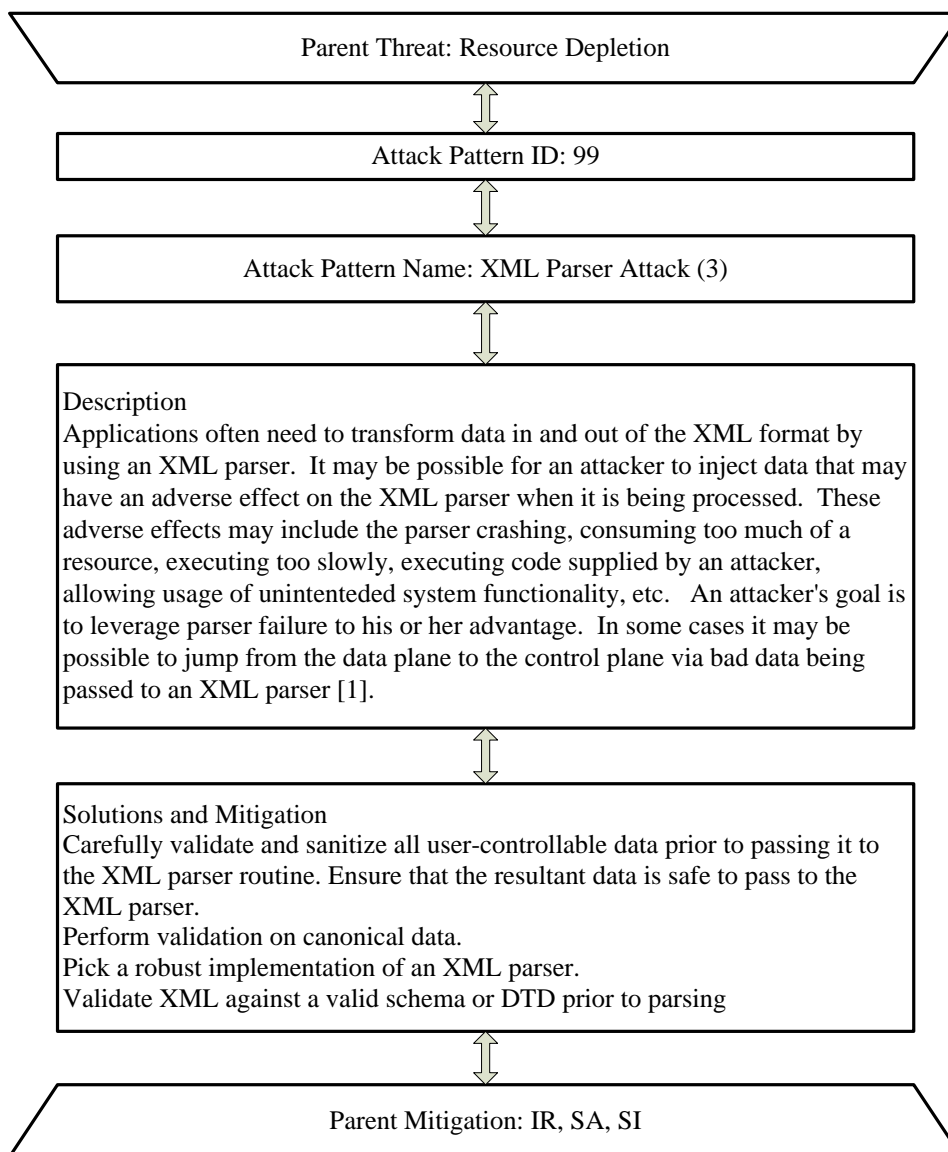 Parent Threat: Resource Depletion
Attack Pattern ID: 99
Attack Pattern Name: XML Parser Attack (3)
Description
Applications often need to transform data in and out of the XML format by
using an XML parser.  It may be possible for an attacker to inject data that may
have an adverse effect on the XML parser when it is being processed.  These
adverse effects may include the parser crashing, consuming too much of a
resource, executing too slowly, executing code supplied by an attacker,
allowing usage of unintenteded system functionality, etc.   An attacker's goal is
to leverage parser failure to his or her advantage.  In some cases it may be
possible to jump from the data plane to the control plane via bad data being
passed to an XML parser [1].
Solutions and Mitigation
Carefully validate and sanitize all user-controllable data prior to passing it to
the XML parser routine. Ensure that the resultant data is safe to pass to the
XML parser.
Perform validation on canonical data.
Pick a robust implementation of an XML parser.
Validate XML against a valid schema or DTD prior to parsing
Parent Mitigation: IR, SA, SI